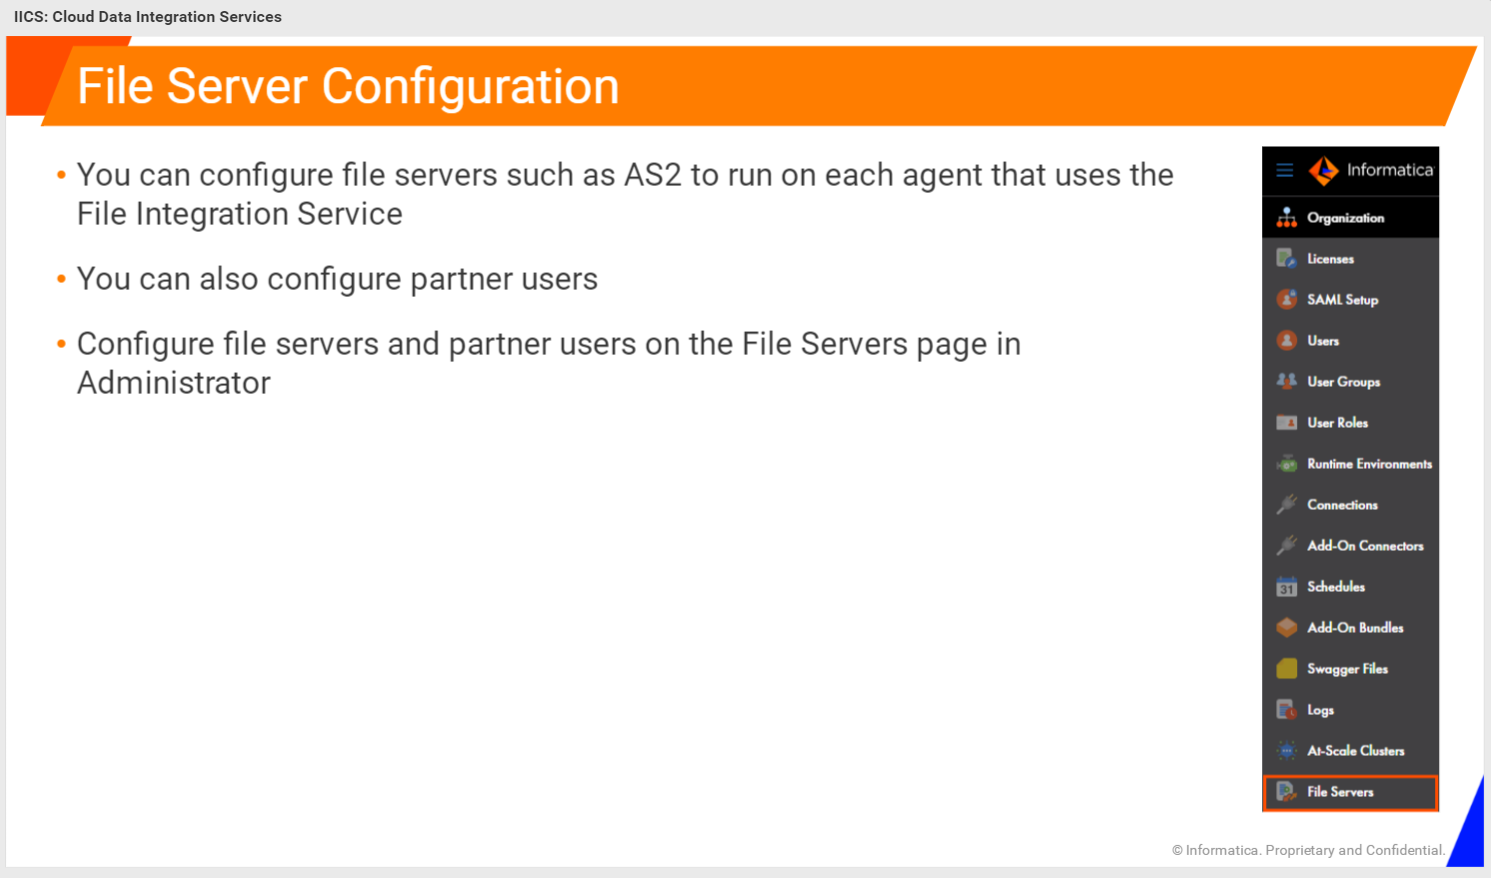 IICS: Cloud Data Integration Services
File Server Configuration
• You can configure file servers such as AS2 to run on each agent that uses the
File Integration Service
• You can also configure partner users
• Configure file servers and partner users on the File Servers page in
Administrator
Informatica
Organization
Licenses
SAML Setup
Users
User Groups
User Roles
Runtime Environments
Connections
Add-On Connectors
31 Schedules
Add-On Bundles
Swagger Files
Logs
At-Scale Clusters
File Servers
© Informatica. Proprietary and Confidential.